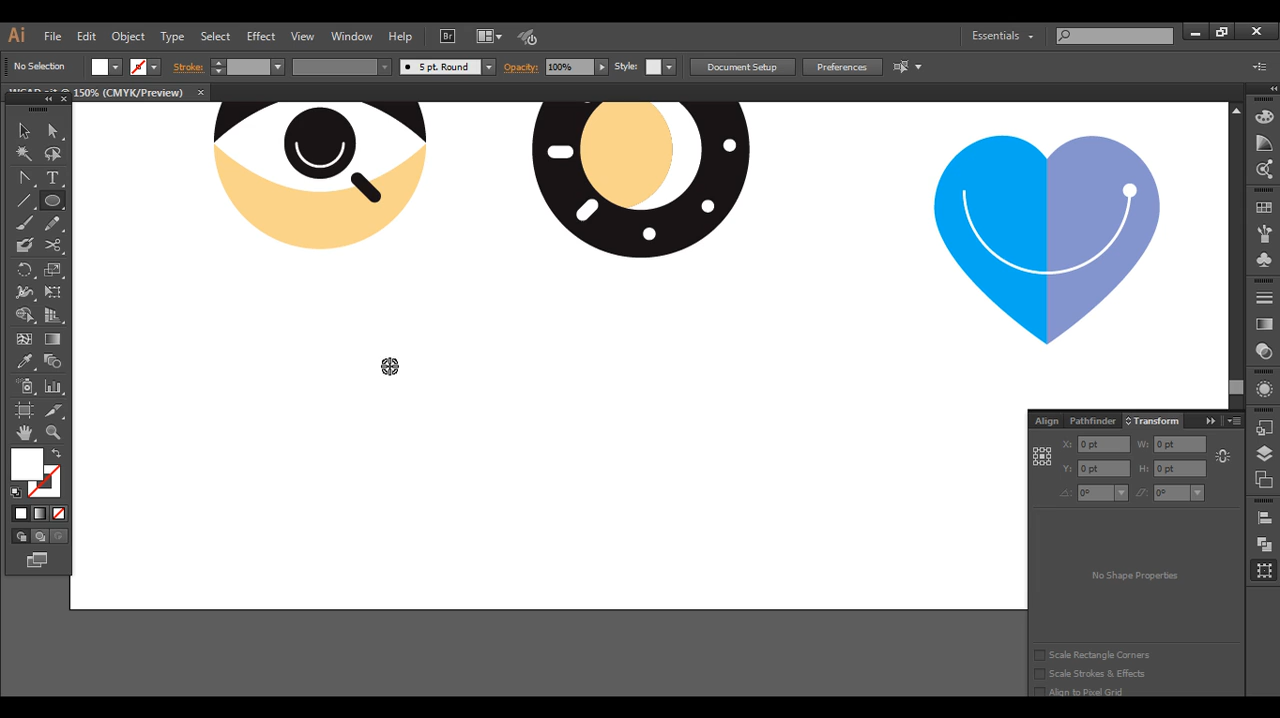 Ai File Edit Object Type Select Effect View Window Help Br Essentials
No Selection Stroke: 5 pt. Round Opacity: 100% Style: Document Setup Preferences
150% (CMYK/Preview) ×
Align Pathfinder Transform
X: 0 pt W: 0 pt
Y: 0 pt H: 0 pt
0° 0°
No Shape Properties
Scale Rectangle Corners
Scale Strokes & Effects
Align to Pixel Grid